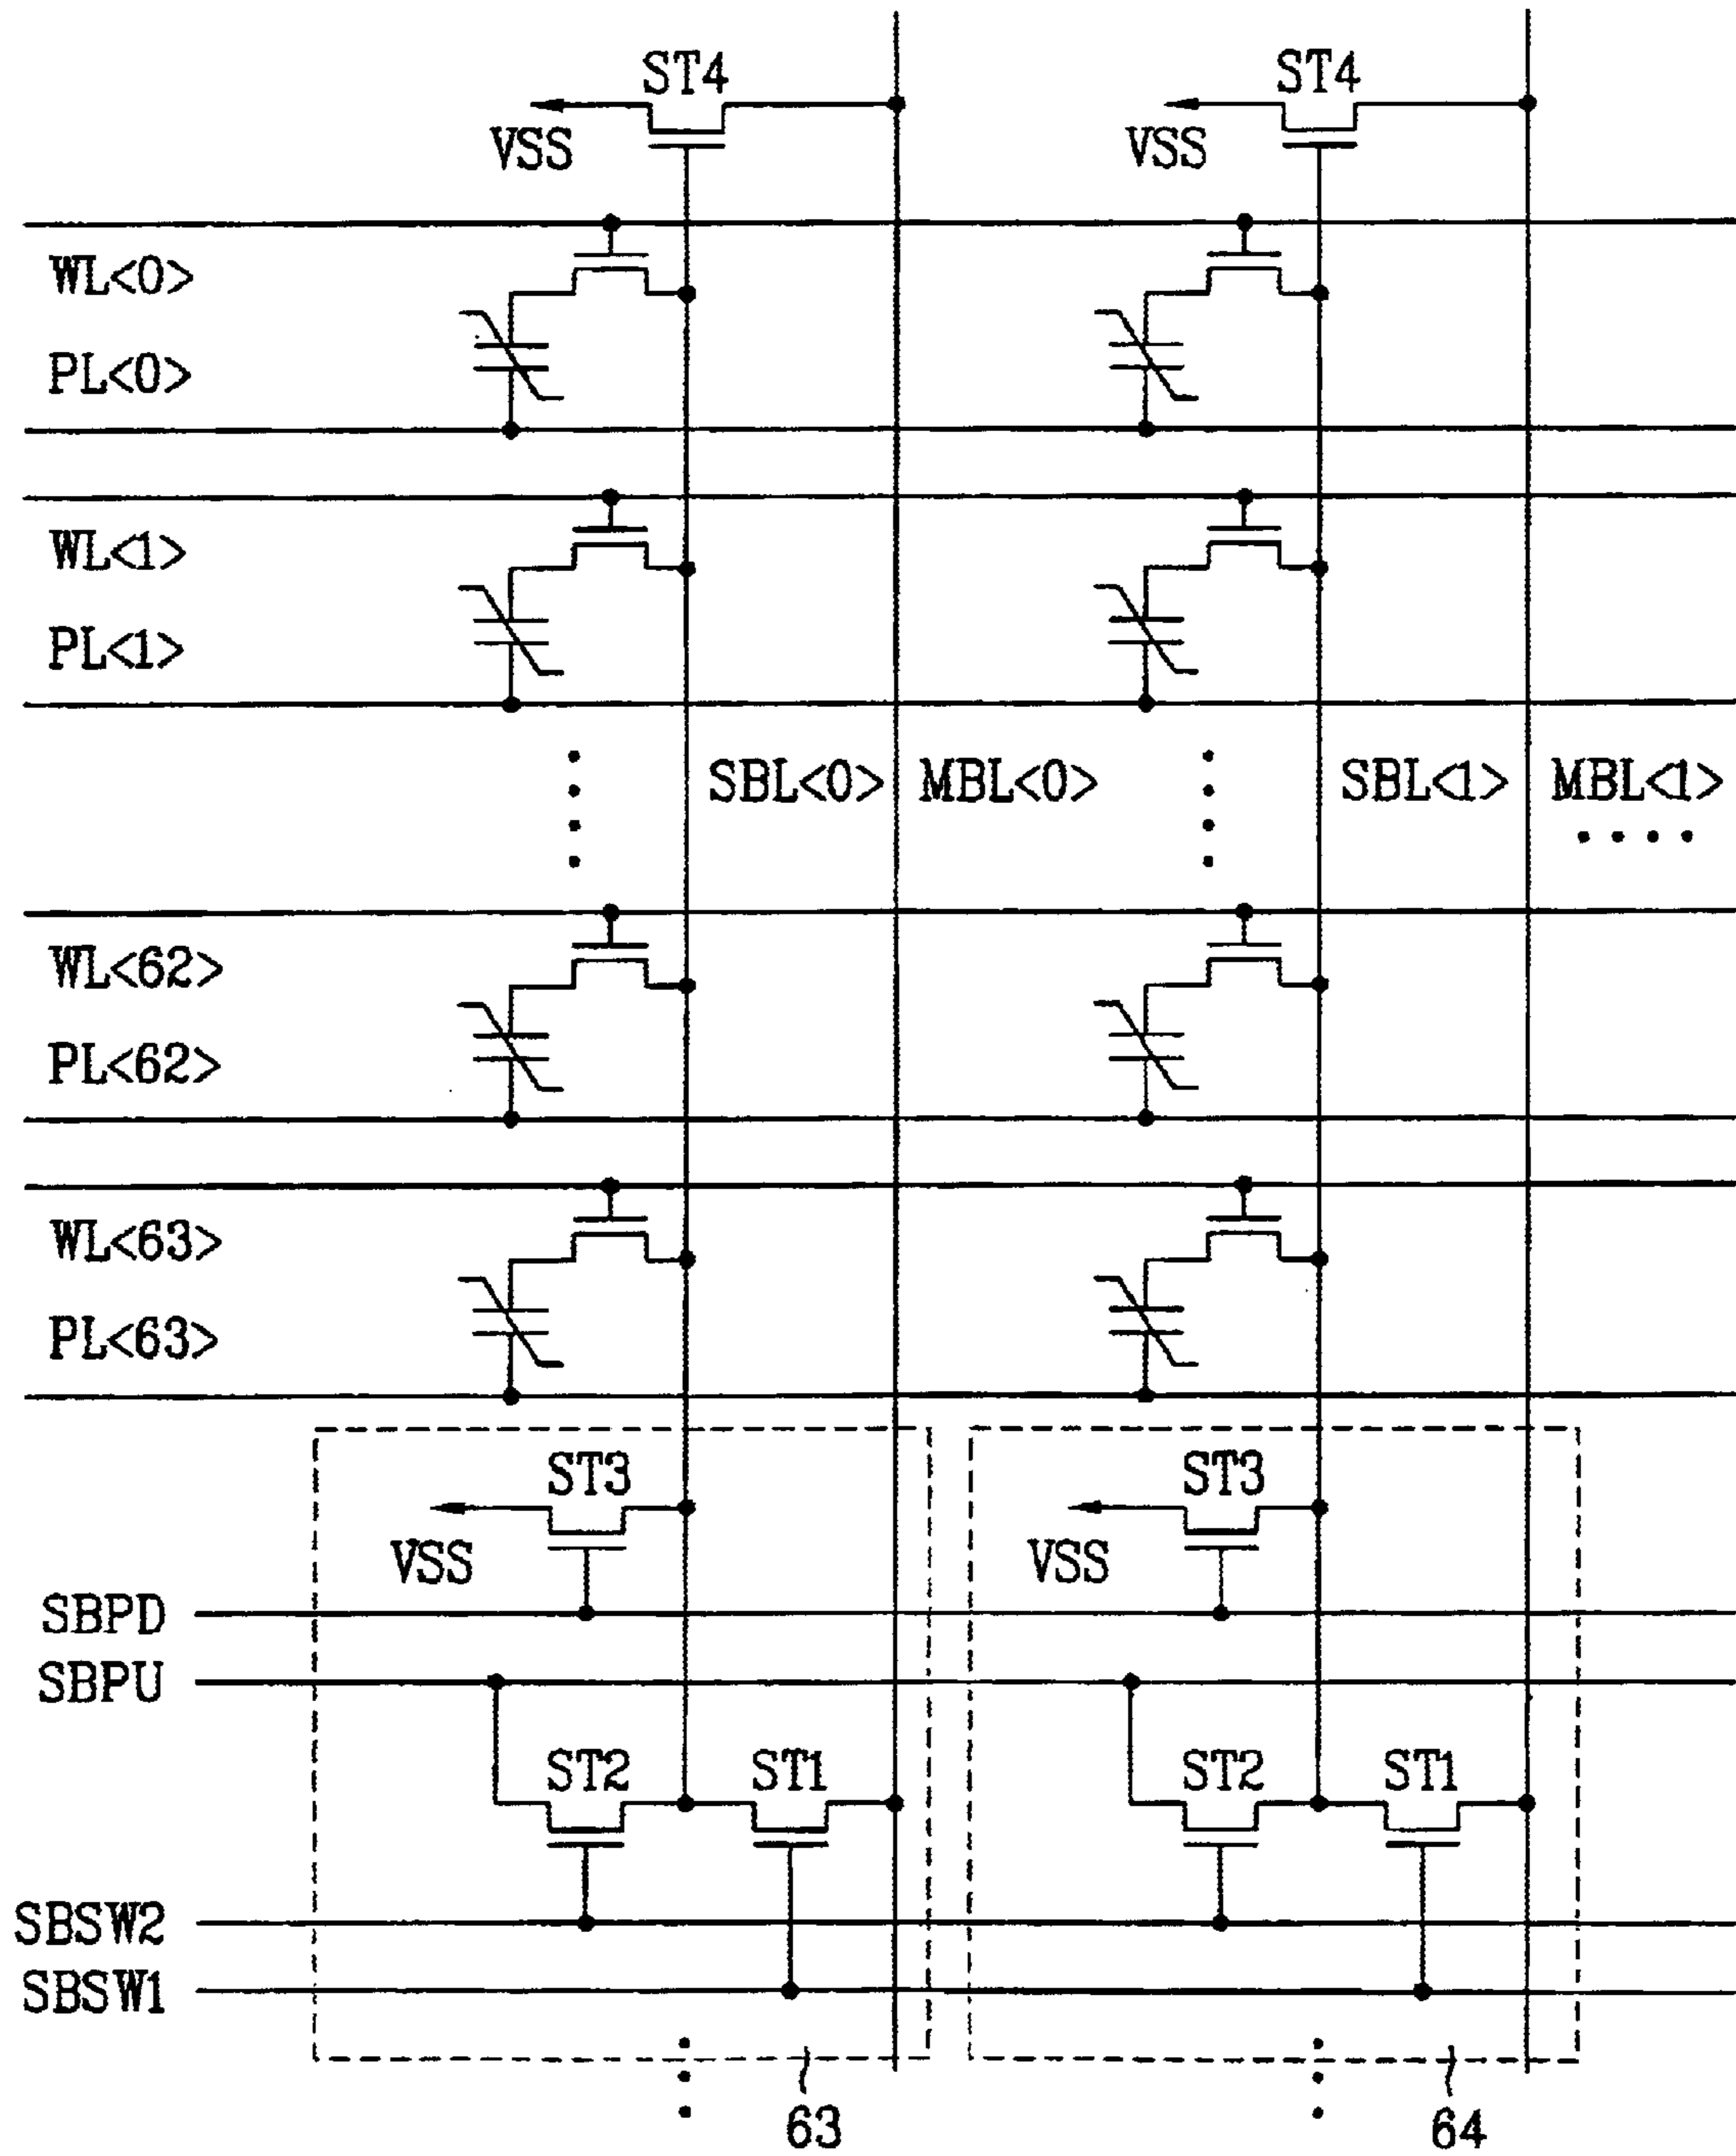 ST4 ST4
VSS VSS
WL<0>
PL<0>
WL<1>
PL<1>
SBL<0> MBL<0> SBL<1> MBL<1>
WL<62>
PL<62>
WL<63>
PL<63>
ST3 ST3
VSS VSS
SBPD
SBPU
ST2 ST1 ST2 ST1
SBSW2
SBSW1
63 64